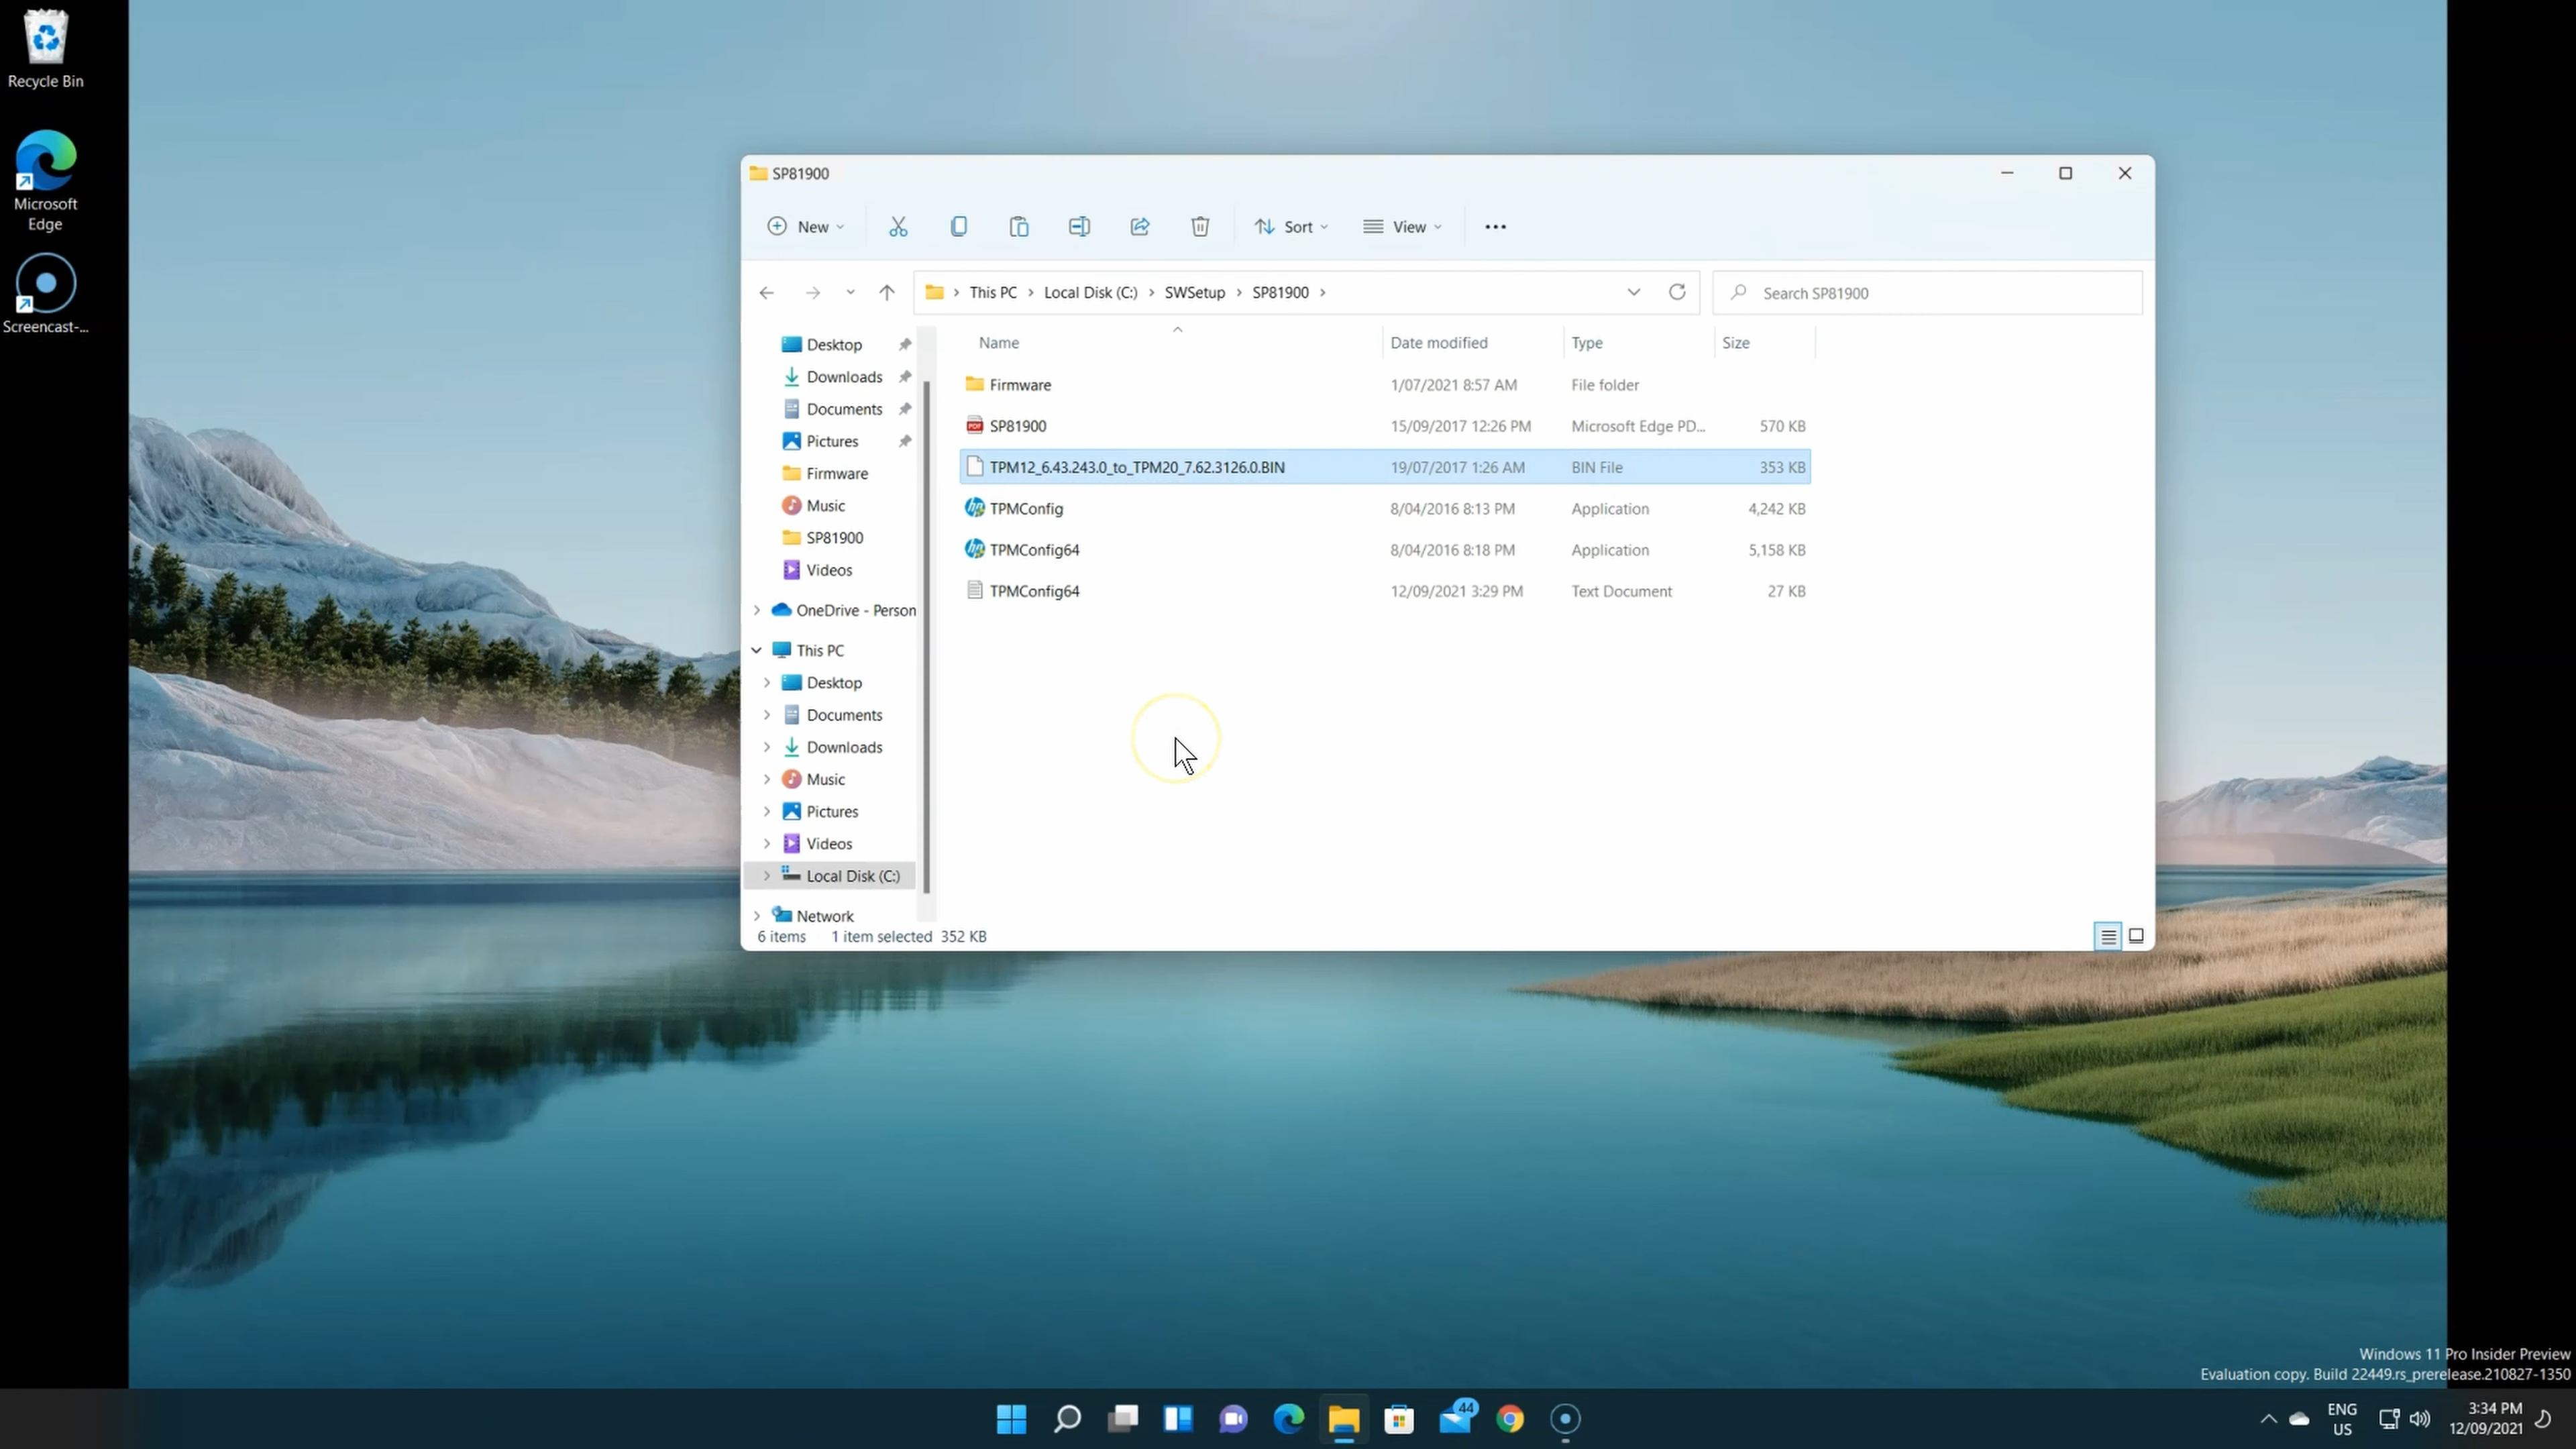 Recycle Bin
Microsoft
Edge
Screencast-...
SP81900
New
Sort
View
This PC
Local Disk (C:)
SWSetup
SP81900
Search SP81900
Name
Date modified
Type
Size
Desktop
Downloads
Documents
Pictures
Firmware
Music
SP81900
Videos
OneDrive - Person
This PC
Desktop
Documents
Downloads
Music
Pictures
Videos
Local Disk (C:)
Network
Firmware 1/07/2021 8:57 AM File folder
SP81900 15/09/2017 12:26 PM Microsoft Edge PD... 570 KB
TPM12_6.43.243.0_to_TPM20_7.62.3126.0.BIN 19/07/2017 1:26 AM BIN File 353 KB
TPMConfig 8/04/2016 8:13 PM Application 4,242 KB
TPMConfig64 8/04/2016 8:18 PM Application 5,158 KB
TPMConfig64 12/09/2021 3:29 PM Text Document 27 KB
6 items 1 item selected 352 KB
Windows 11 Pro Insider Preview
Evaluation copy. Build 22449.rs_prerelease.210827-1350
44
ENG
US
3:34 PM
12/09/2021